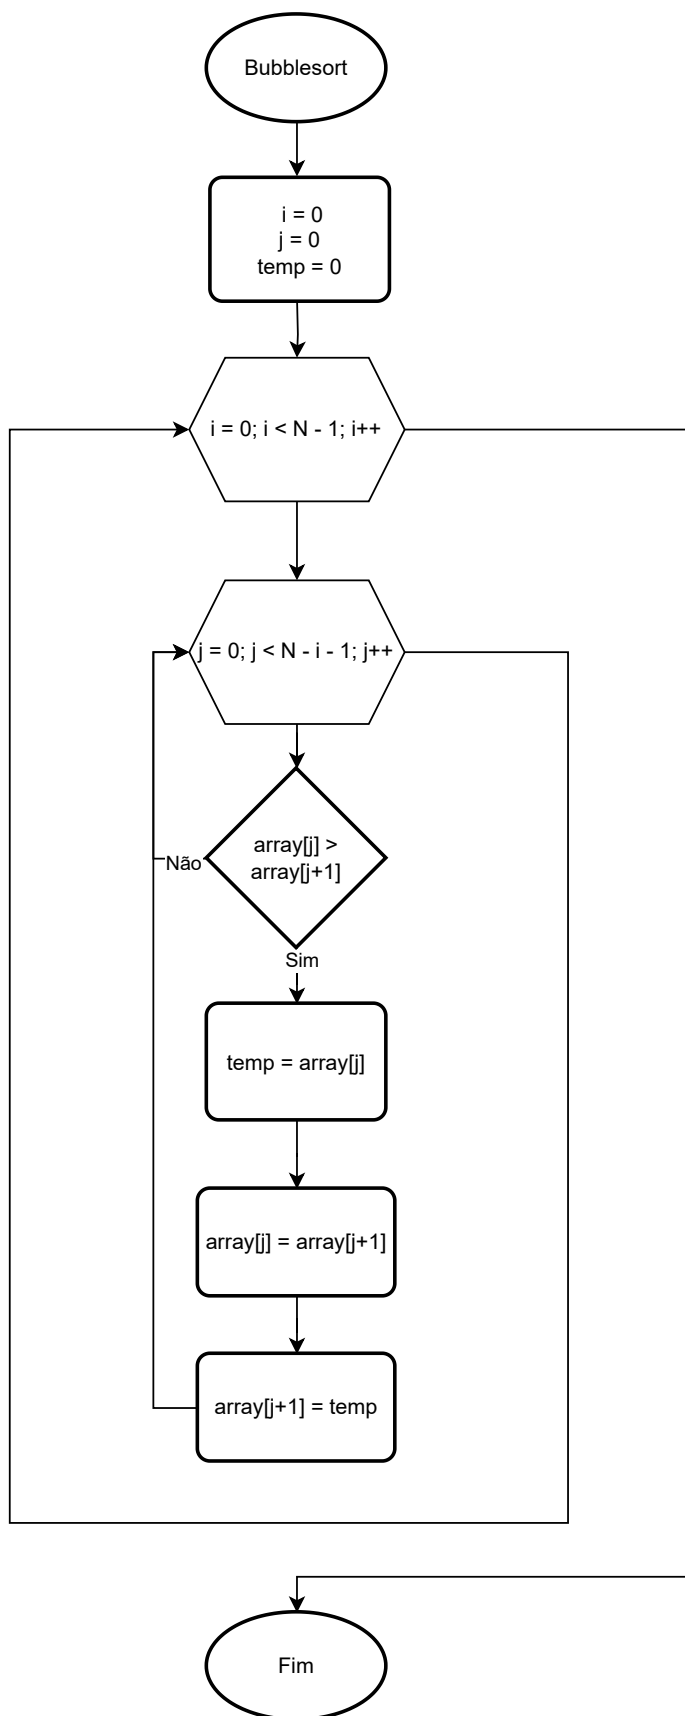 Bubblesort
i = 0
j = 0
temp = 0
i = 0; i < N - 1; i++
j = 0; j < N - i - 1; j++
array[j] >
array[j+1]
Não
Sim
temp = array[j]
array[j] = array[j+1]
array[j+1] = temp
Fim